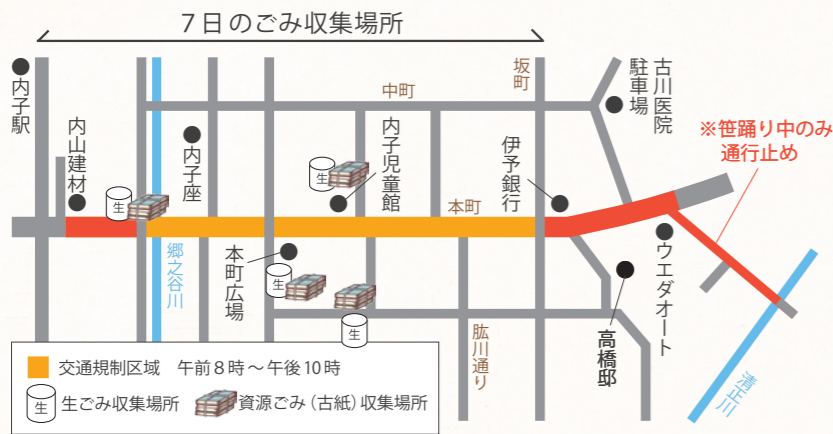 ７日のごみ収集場所
内子駅
内山建材
生
郷之谷川
内子座
中町
生
内子児童館
坂町
伊予銀行
古川医院
駐車場
※笹踊り中のみ
通行止め
本町
本町広場
生
生
肱川通り
高橋邸
ウエダオート
清正川
交通規制区域　午前８時～午後10時
生
生ごみ収集場所
資源ごみ（古紙）収集場所